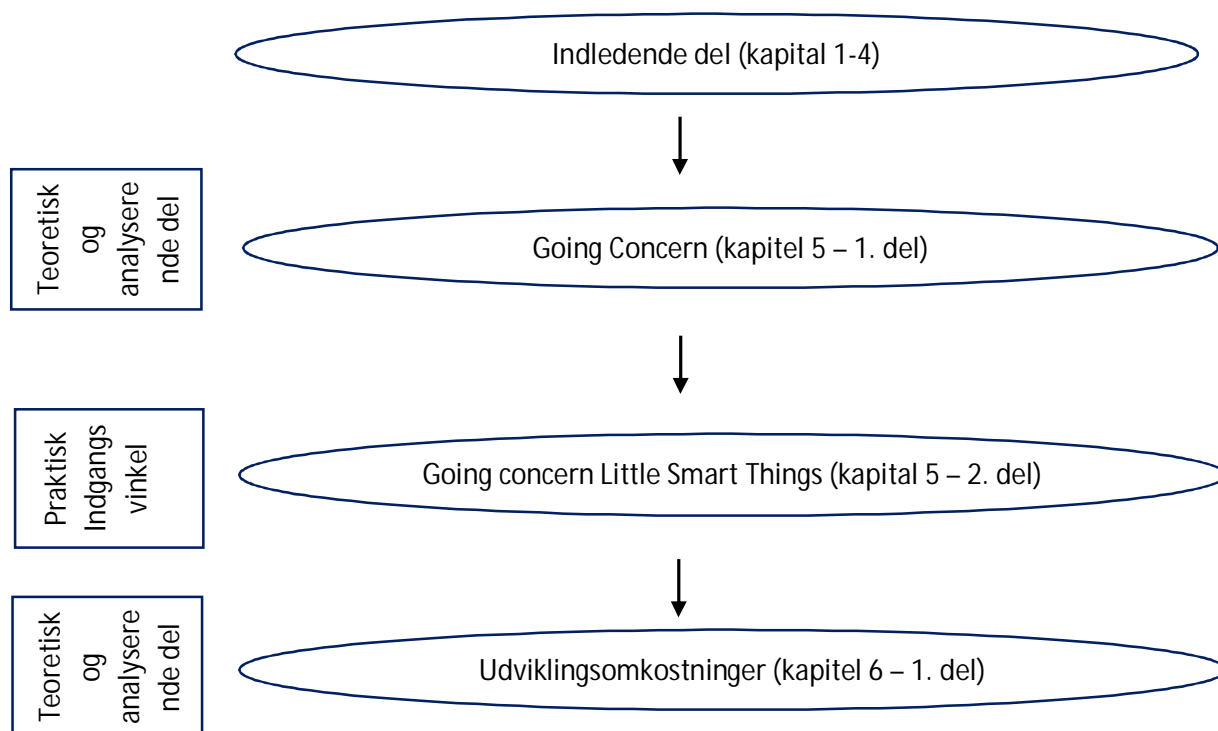 Indledende del (kapital 1-4)
Teoretisk
og
analysere
nde del
Going Concern (kapitel 5 – 1. del)
Praktisk
Indgangs
vinkel
Going concern Little Smart Things (kapital 5 – 2. del)
Teoretisk
og
analysere
nde del
Udviklingsomkostninger (kapitel 6 – 1. del)